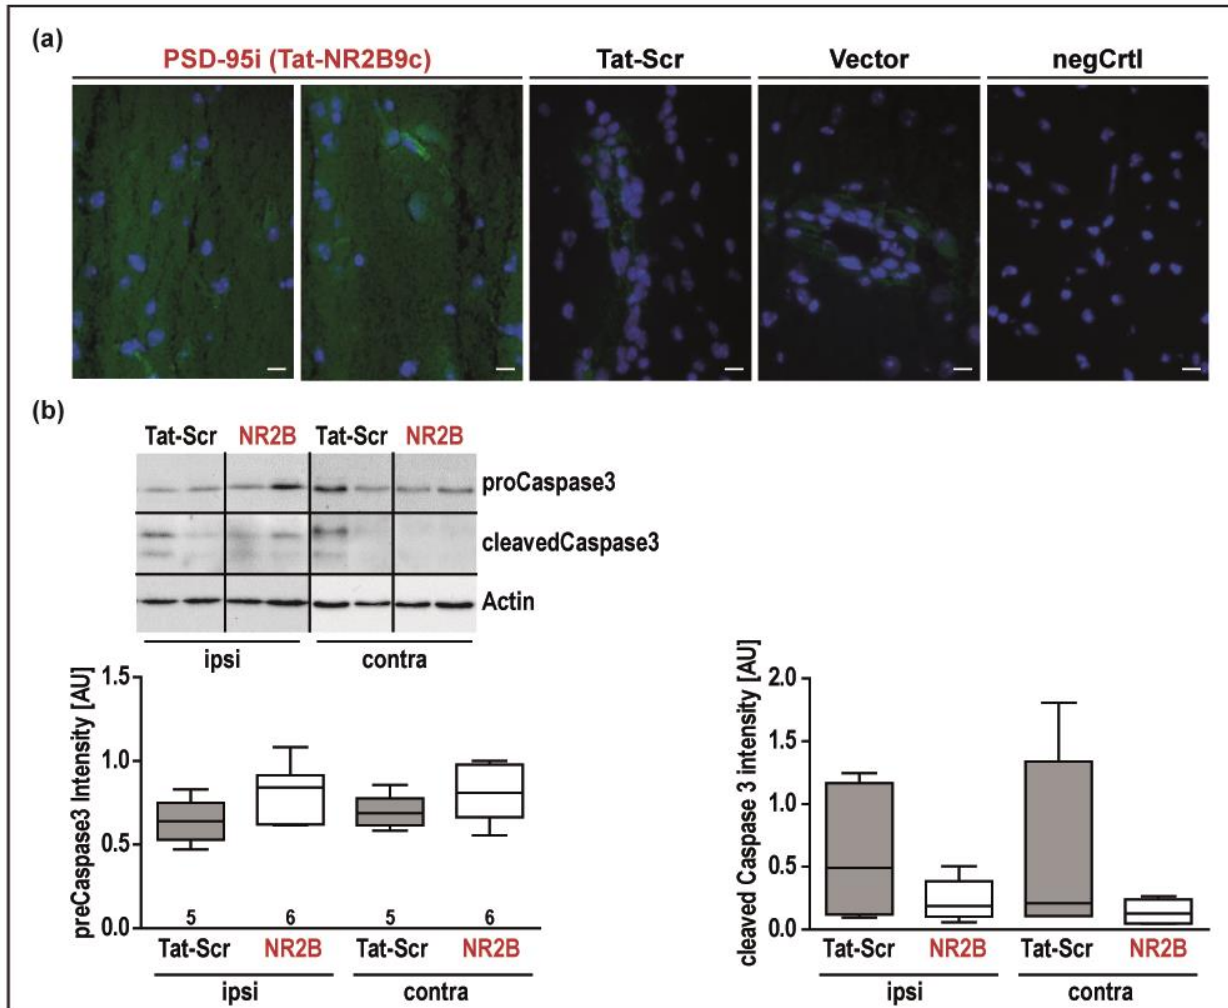 (a)
PSD-95i (Tat-NR2B9c) Tat-Scr Vector negCrtl
(b)
Tat-Scr NR2B Tat-Scr NR2B
proCaspase3
cleavedCaspase3
Actin
ipsi contra
preCaspase3 Intensity [AU]
1.5
1.0
0.5
0.0
5 6 5 6
Tat-Scr NR2B Tat-Scr NR2B
ipsi contra
cleaved Caspase 3 intensity [AU]
2.0
1.5
1.0
0.5
0.0
Tat-Scr NR2B Tat-Scr NR2B
ipsi contra